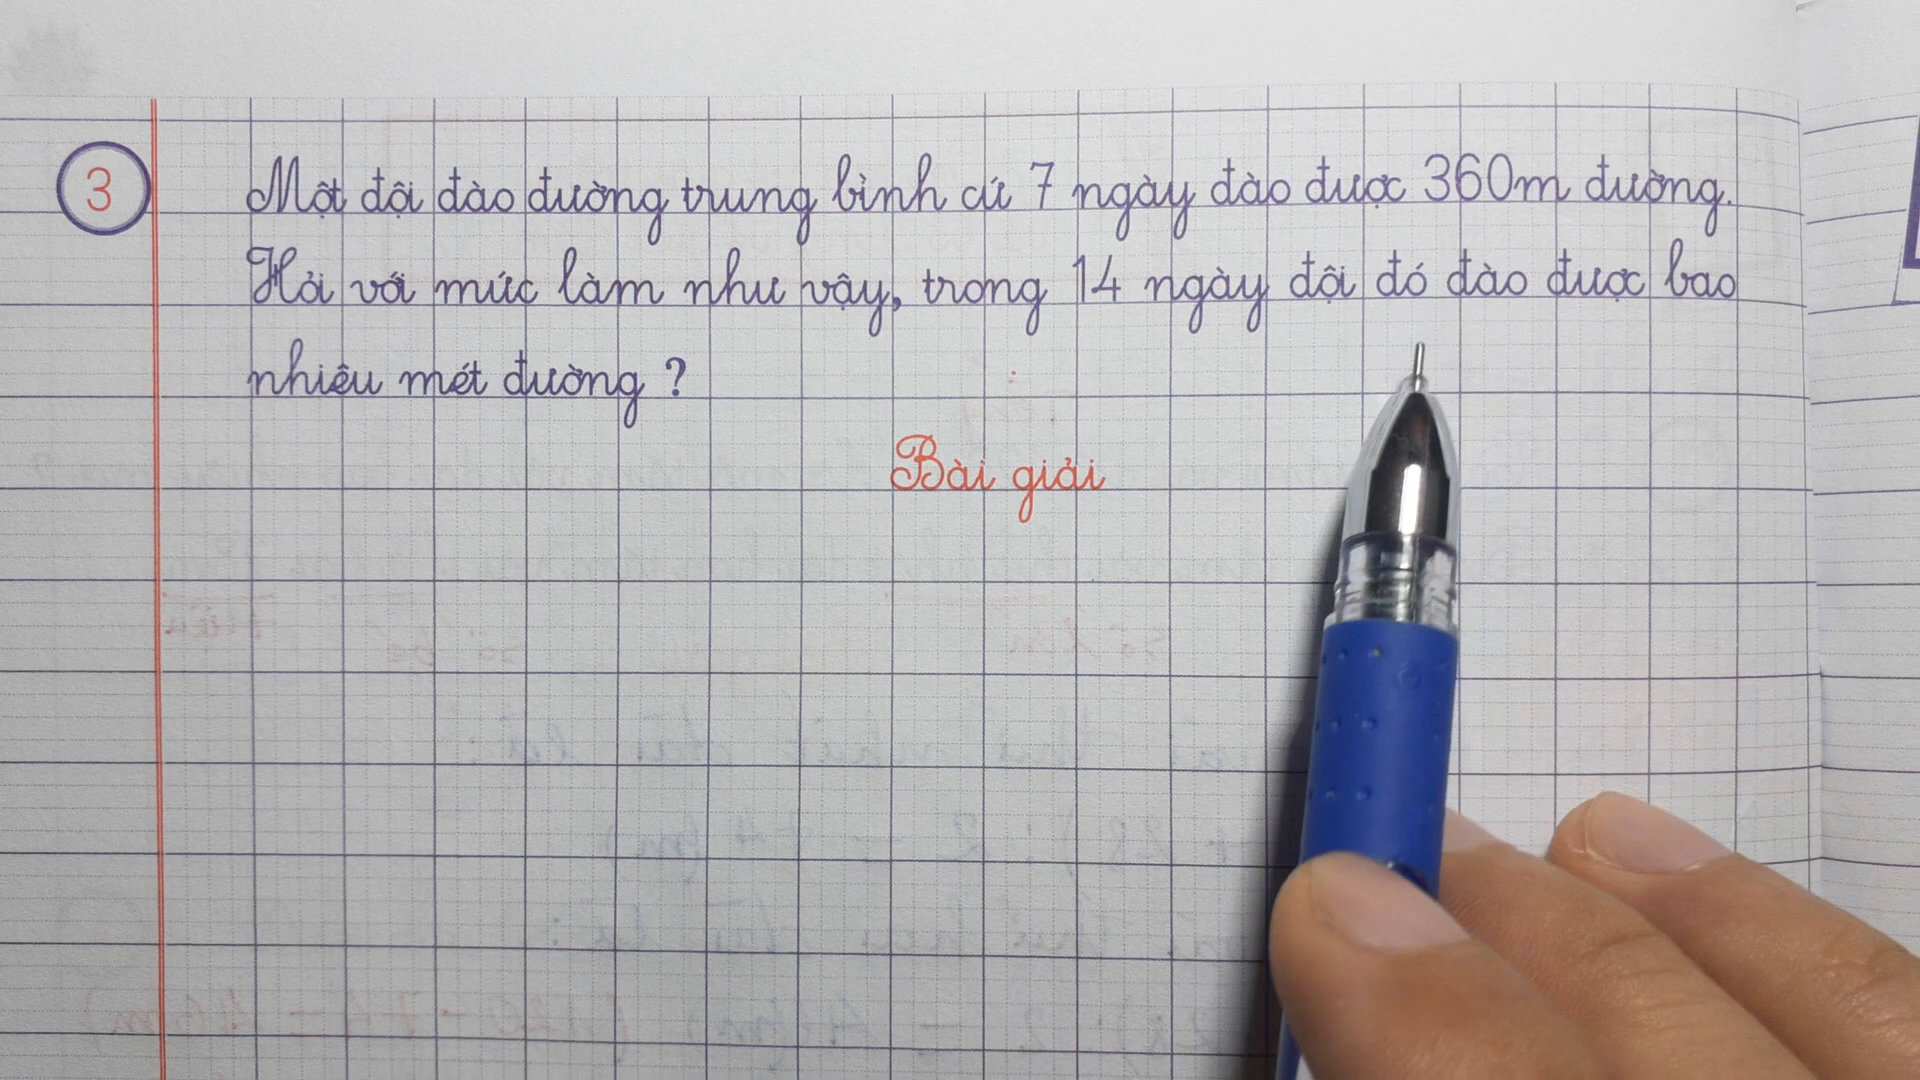 3
Một đội đào đường trung bình cứ 7 ngày đào được 360m đường.
Hỏi với mức làm như vậy, trong 14 ngày đội đó đào được bao
nhiêu mét đường ?
Bài giải